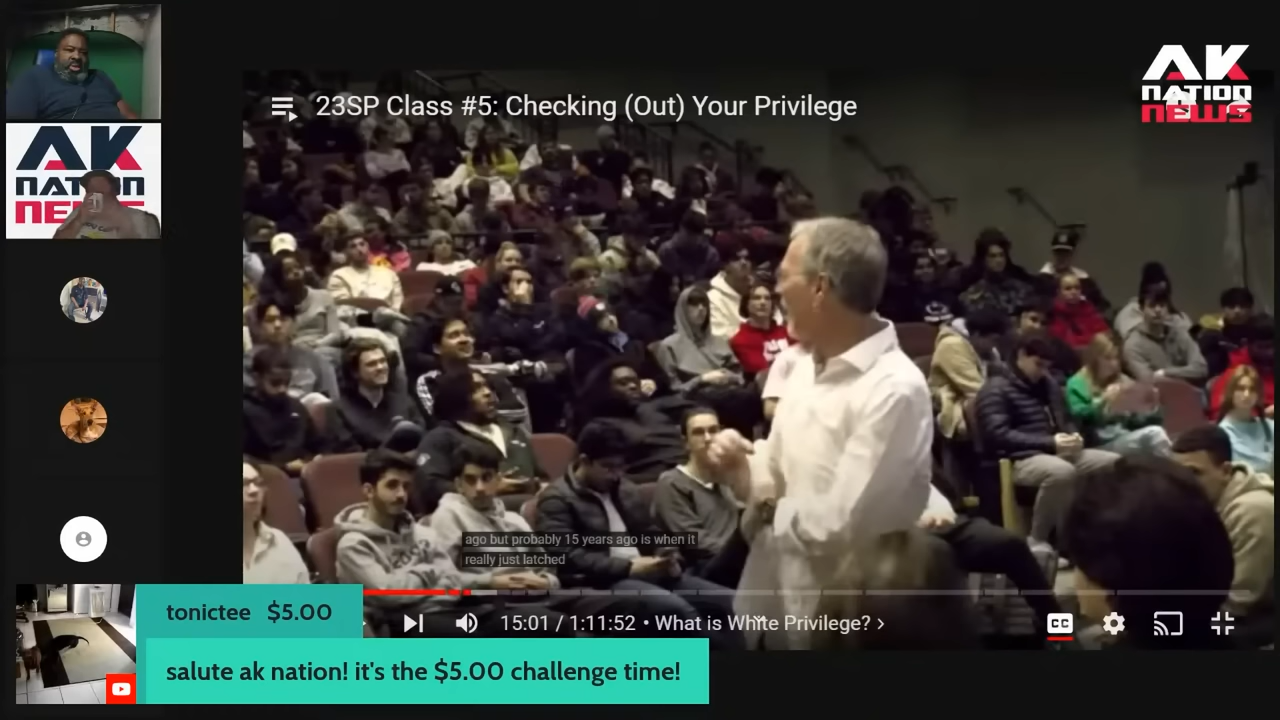 AK
NATION
NEWS
AK
NATION
NEWS
23SP Class #5: Checking (Out) Your Privilege
ago but probably 15 years ago is when it
really just latched
15:01 / 1:11:52 • What is White Privilege? >
CC
tonictee $5.00
salute ak nation! it's the $5.00 challenge time!